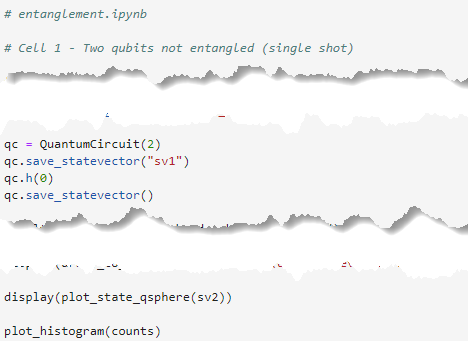 # entanglement.ipynb
# Cell 1 - Two qubits not entangled (single shot)
qc = QuantumCircuit(2)
qc.save_statevector("sv1")
qc.h(0)
qc.save_statevector()
display(plot_state_qsphere(sv2))
plot_histogram(counts)